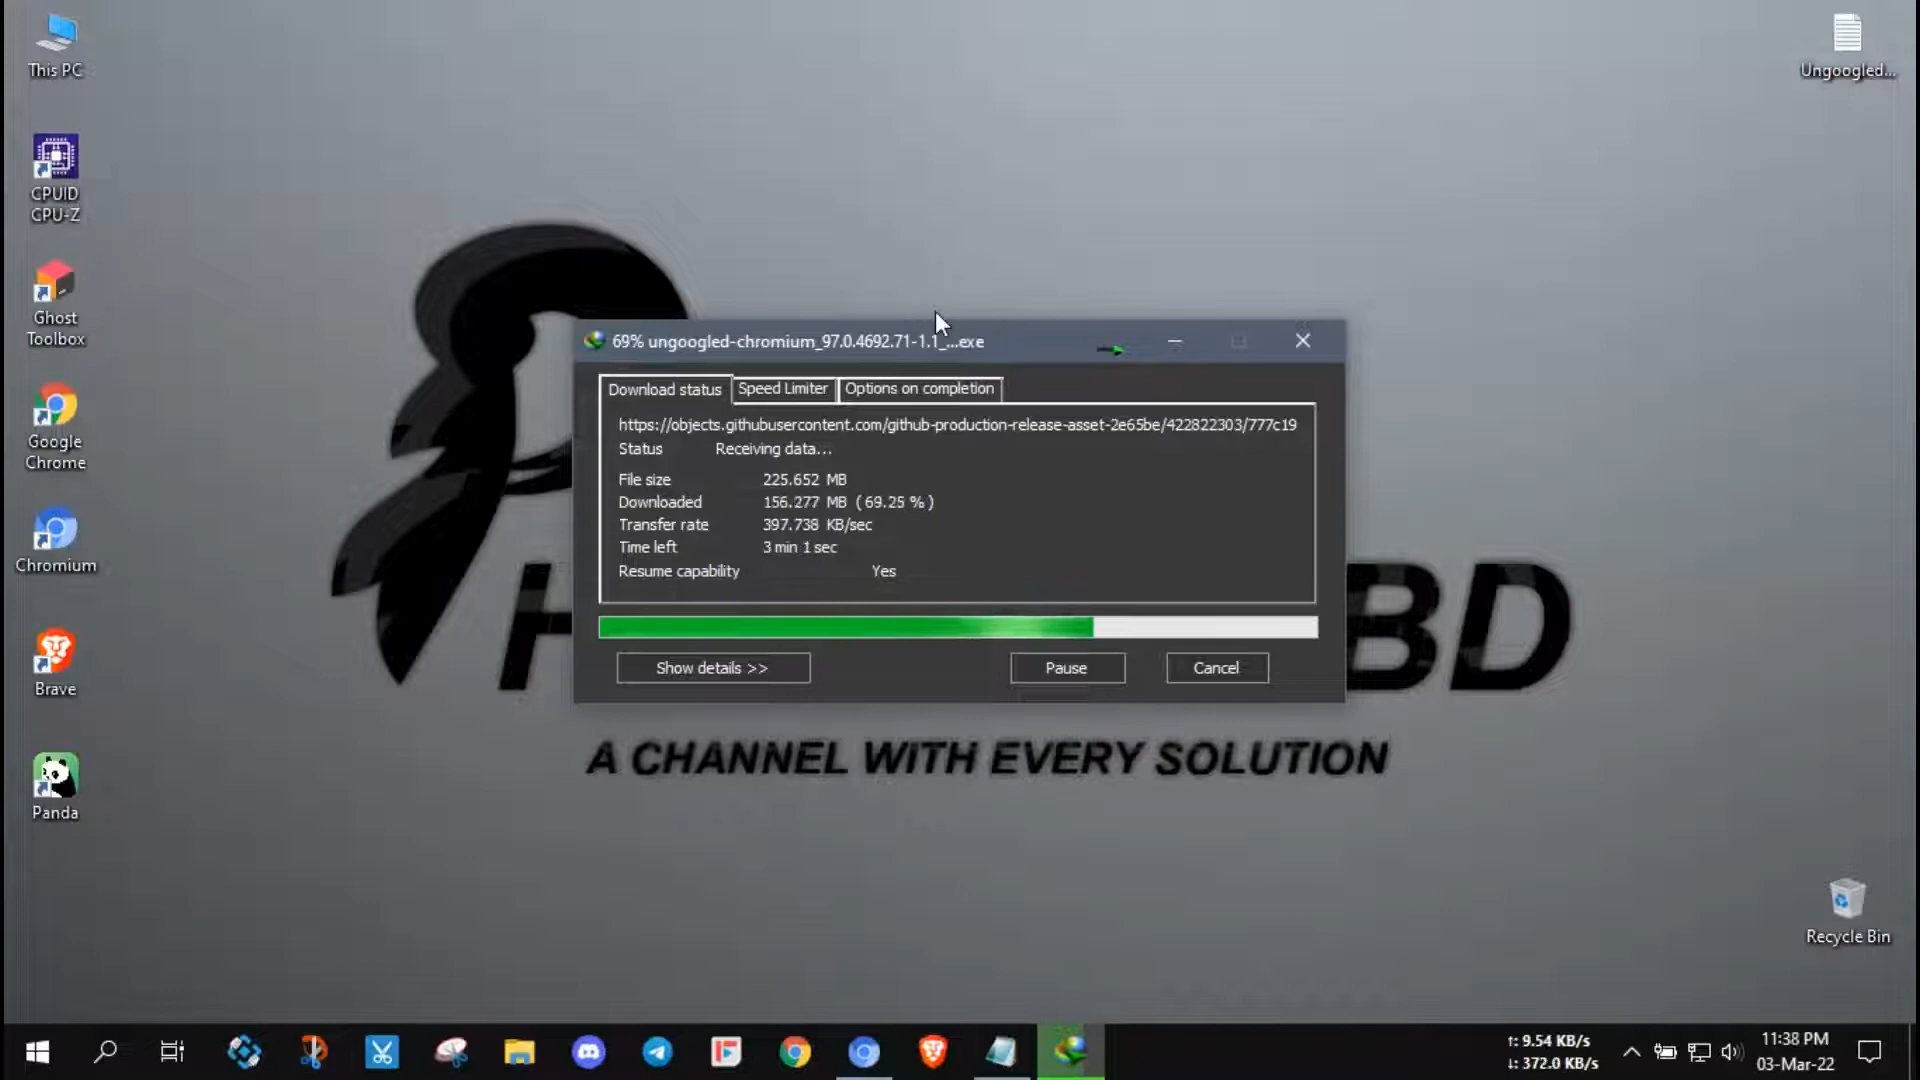 This PC
CPUID
CPU-Z
Ghost
Toolbox
Google
Chrome
Chromium
Brave
Panda
Ungoogled...
69% ungoogled-chromium_97.0.4692.71-1.1_...exe
Download status
Speed Limiter
Options on completion
https://objects.githubusercontent.com/github-production-release-asset-2e65be/422822303/777c19
Status Receiving data...
File size 225.652 MB
Downloaded 156.277 MB ( 69.25 % )
Transfer rate 397.738 KB/sec
Time left 3 min 1 sec
Resume capability Yes
Show details >>
Pause
Cancel
BD
A CHANNEL WITH EVERY SOLUTION
Recycle Bin
↑: 9.54 KB/s
↓: 372.0 KB/s
11:38 PM
03-Mar-22